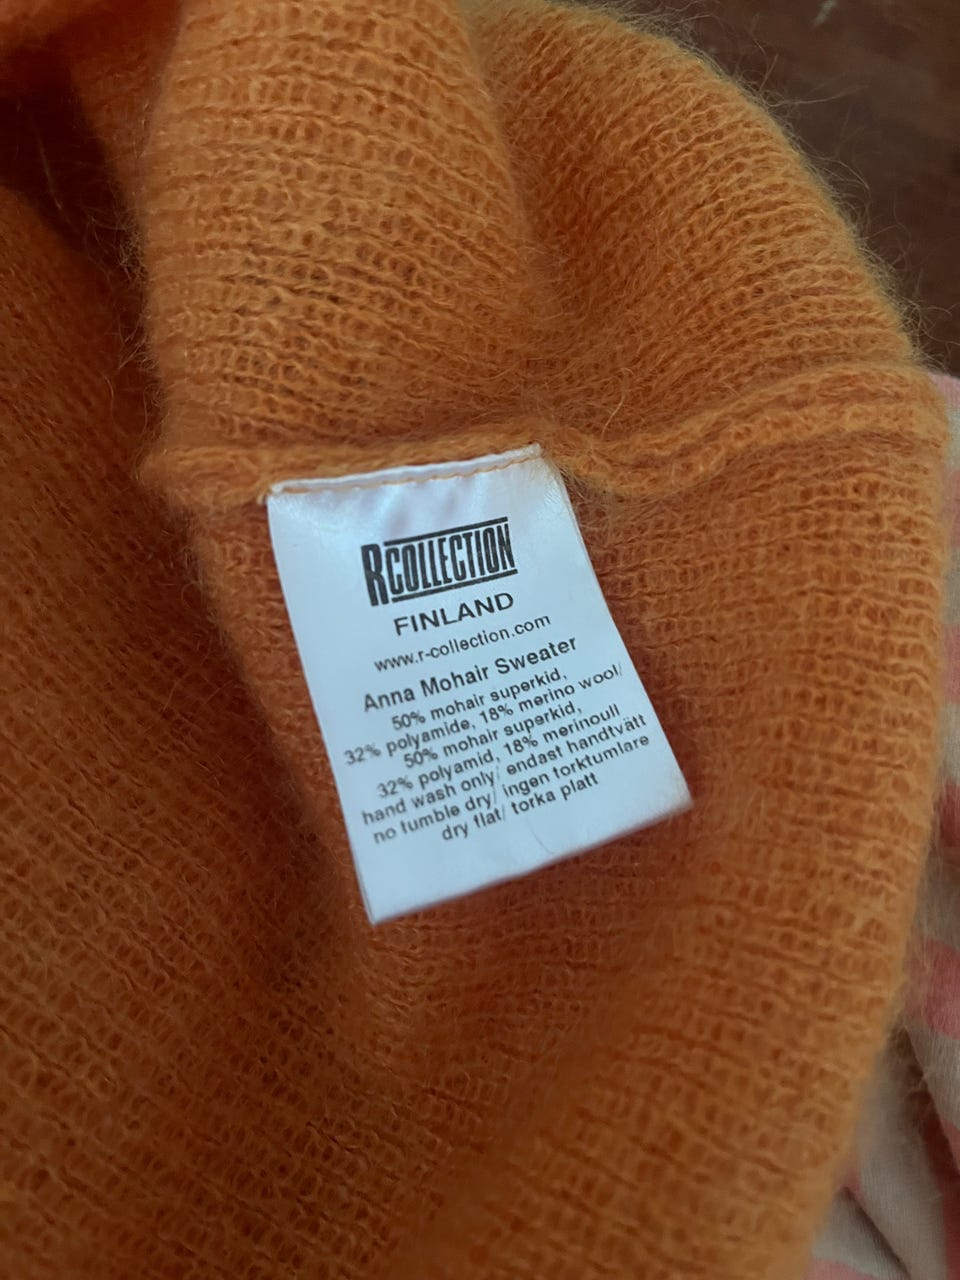 RCOLLECTION
FINLAND
www.r-collection.com
Anna Mohair Sweater
50% mohair superkid,
32% polyamide, 18% merino wool/
50% mohair superkid,
32% polyamid, 18% merinoull
hand wash only/ endast handtvätt
no tumble dry/ ingen torktumlare
dry flat/ torka platt